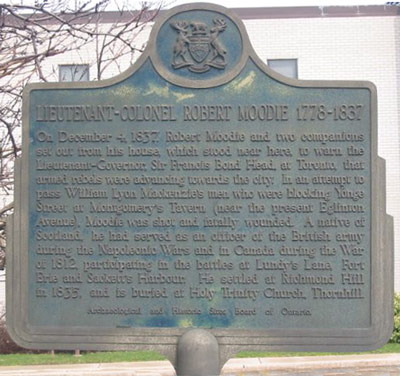 LIEUTENANT-COLONEL ROBERT MOODIE 1778-1837
On December 4, 1837, Robert Moodie and two companions
set out from his house, which stood near here, to warn the
Lieutenant-Governor, Sir Francis Bond Head, at Toronto, that
armed rebels were advancing towards the city. In an attempt to
pass William Lyon Mackenzie's men who were blocking Yonge
Street at Montgomery's Tavern, (near the present Eglinton
Avenue), Moodie was shot and fatally wounded. A native of
Scotland, he had served as an officer of the British army
during the Napoleonic Wars and in Canada during the War
of 1812, participating in the battles at Lundy's Lane, Fort
Erie and Sackett's Harbour. He settled at Richmond Hill
in 1835, and is buried at Holy Trinity Church, Thornhill.
Archaeological and Historic Sites Board of Ontario.